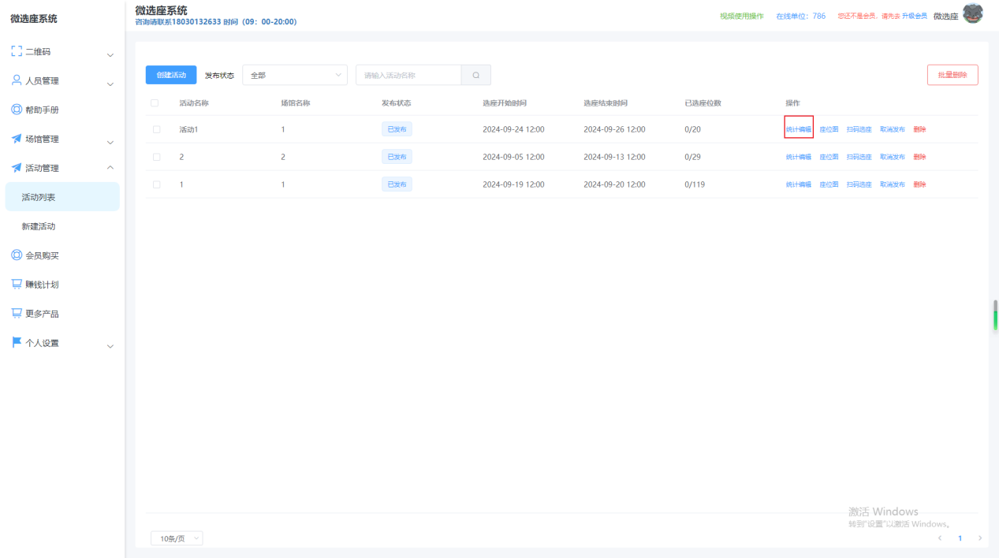 微选座系统
二维码
人员管理
帮助手册
场馆管理
活动管理
活动列表
新建活动
会员购买
赚钱计划
更多产品
个人设置
微选座系统
咨询请联系18030132633 时间（09：00-20:00）
视频使用操作 在线单位：786 您还不是会员，请先去 升级会员 微选座
创建活动 发布状态 全部 请输入活动名称 批量删除
活动名称 场馆名称 发布状态 选座开始时间 选座结束时间 已选座位数 操作
活动1 1 已发布 2024-09-24 12:00 2024-09-26 12:00 0/20 统计编辑 座位图 扫码选座 取消发布 删除
2 2 已发布 2024-09-05 12:00 2024-09-13 12:00 0/29 统计编辑 座位图 扫码选座 取消发布 删除
1 1 已发布 2024-09-19 12:00 2024-09-20 12:00 0/119 统计编辑 座位图 扫码选座 取消发布 删除
激活 Windows
转到"设置"以激活 Windows。
10条/页 1